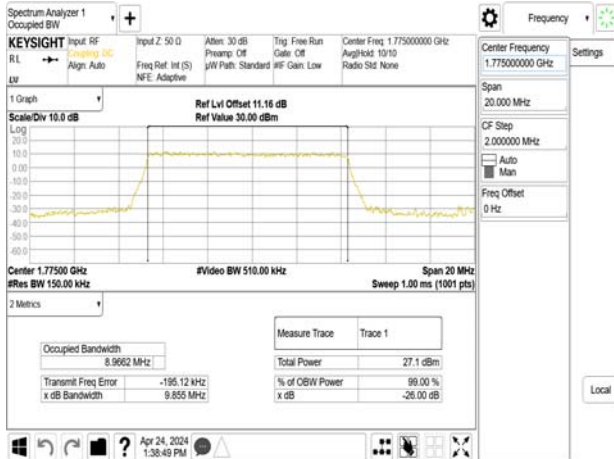 Spectrum Analyzer 1
Occupied BW
Frequency
KEYSIGHT
Input: RF
Coupling: DC
Align: Auto
RL
LXI
Input Z: 50 Ω
Freq Ref: Int (S)
NFE: Adaptive
Atten: 30 dB
Preamp: Off
µW Path: Standard
Trig: Free Run
Gate: Off
#IF Gain: Low
Center Freq: 1.775000000 GHz
Avg|Hold: 10/10
Radio Std: None
Center Frequency
1.775000000 GHz
Settings
Span
20.000 MHz
CF Step
2.000000 MHz
Auto
Man
Freq Offset
0 Hz
Local
1 Graph
Ref Lvl Offset 11.16 dB
Scale/Div 10.0 dB
Ref Value 30.00 dBm
Log
20.0
10.0
0.00
-10.0
-20.0
-30.0
-40.0
-50.0
-60.0
Center 1.77500 GHz
#Video BW 510.00 kHz
Span 20 MHz
#Res BW 150.00 kHz
Sweep 1.00 ms (1001 pts)
2 Metrics
Measure Trace
Trace 1
Occupied Bandwidth
8.9662 MHz
Total Power
27.1 dBm
Transmit Freq Error
-195.12 kHz
% of OBW Power
99.00 %
x dB Bandwidth
9.855 MHz
x dB
-26.00 dB
?
Apr 24, 2024
1:38:49 PM